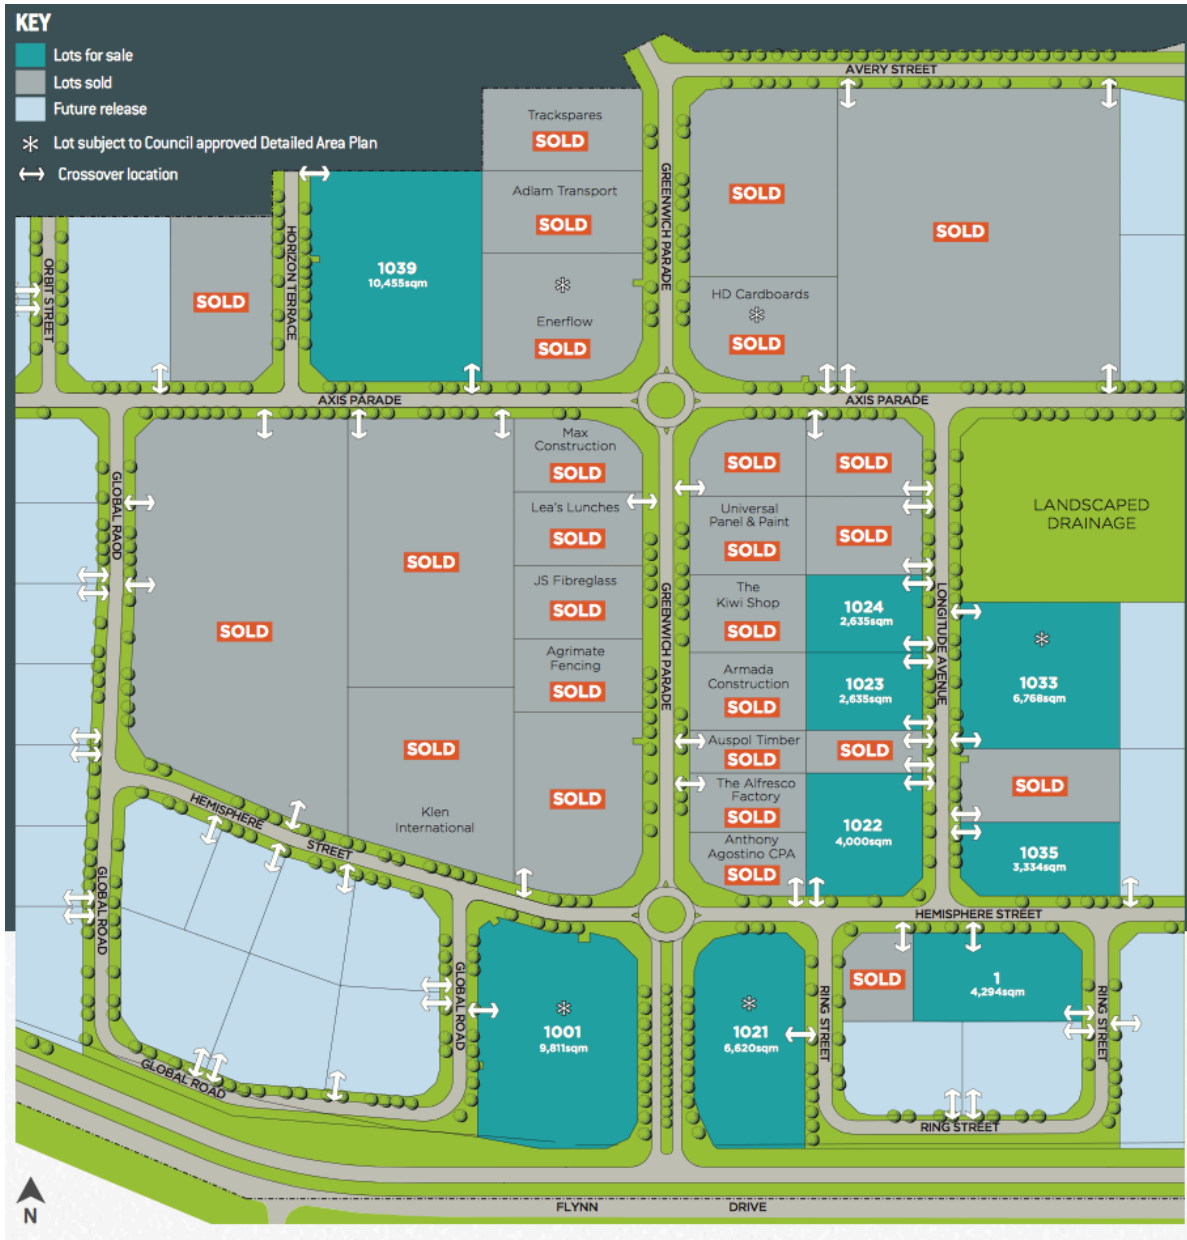 KEY
Lots for sale
Lots sold
Future release
Lot subject to Council approved Detailed Area Plan
Crossover location
AVERY STREET
Trackspares
SOLD
Adlam Transport
SOLD
Enerflow
SOLD
GREENWICH PARADE
SOLD
SOLD
HD Cardboards
SOLD
1039
10,455sqm
HORIZON TERRACE
ORBIT STREET
SOLD
AXIS PARADE
AXIS PARADE
GLOBAL RAOD
SOLD
SOLD
SOLD
Klen
International
Max
Construction
SOLD
Lea's Lunches
SOLD
JS Fibreglass
SOLD
Agrimate
Fencing
SOLD
SOLD
GREENWICH PARADE
SOLD
SOLD
Universal
Panel & Paint
SOLD
SOLD
The
Kiwi Shop
SOLD
1024
2,635sqm
Armada
Construction
SOLD
1023
2,635sqm
Auspol Timber
SOLD
SOLD
The Alfresco
Factory
SOLD
1022
4,000sqm
Anthony
Agostino CPA
SOLD
LONGITUDE AVENUE
LANDSCAPED
DRAINAGE
1033
6,768sqm
SOLD
1035
3,334sqm
HEMISPHERE
STREET
HEMISPHERE STREET
GLOBAL ROAD
GLOBAL ROAD
GLOBAL ROAD
1001
9,811sqm
1021
6,620sqm
RING STREET
SOLD
1
4,294sqm
RING STREET
RING STREET
N
FLYNN
DRIVE